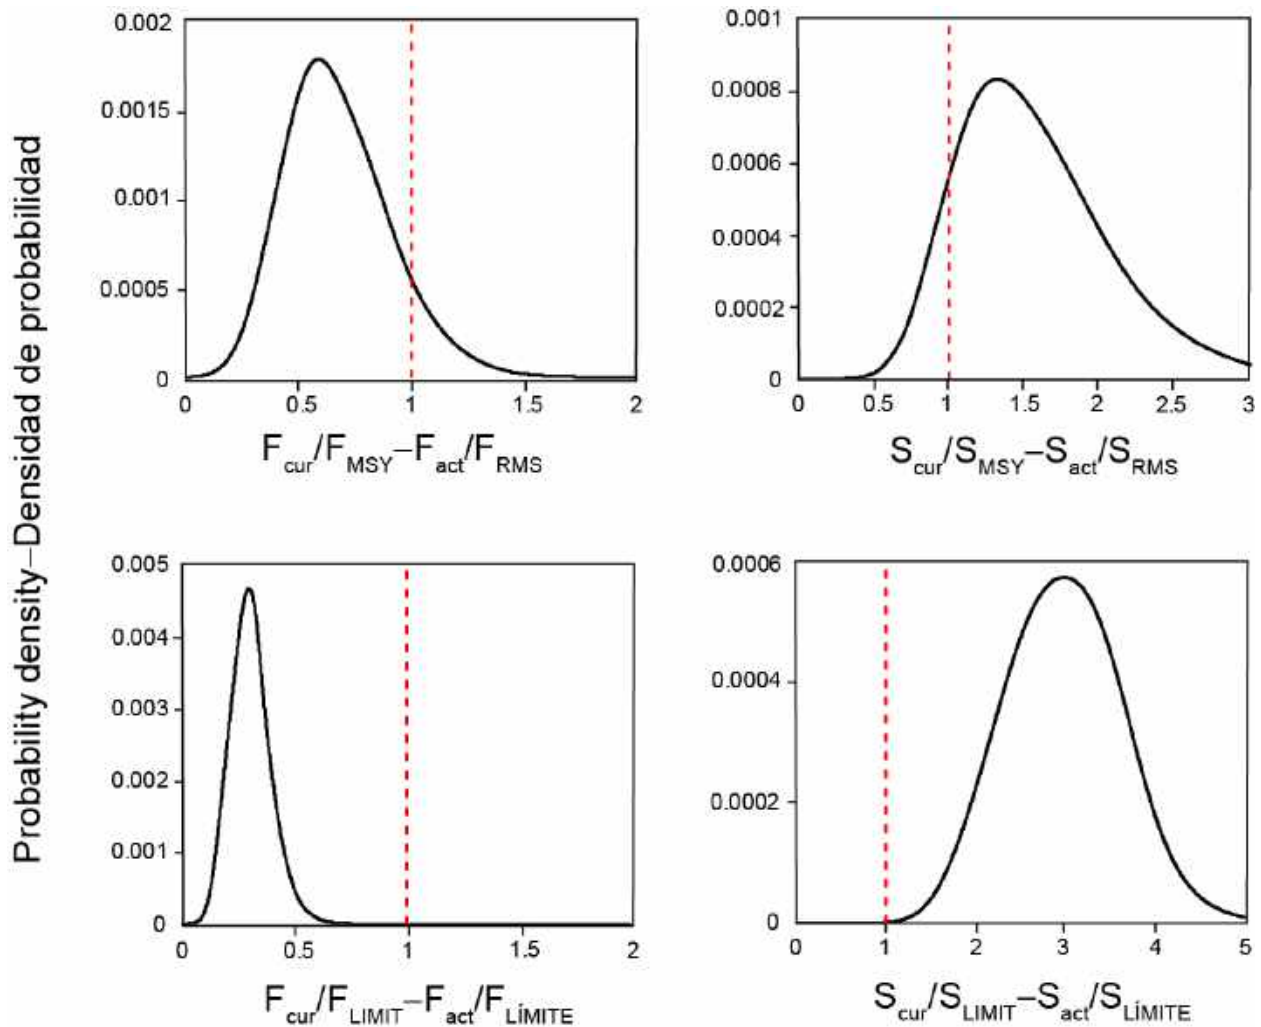 Probability density–Densidad de probabilidad
0.002
0.0015
0.001
0.0005
0
0 0.5 1 1.5 2
Fcur/FMSY–Fact/FRMS
0.001
0.0008
0.0006
0.0004
0.0002
0
0 0.5 1 1.5 2 2.5 3
Scur/SMSY–Sact/SRMS
0.005
0.004
0.003
0.002
0.001
0
0 0.5 1 1.5 2
Fcur/FLIMIT–Fact/FLÍMITE
0.0006
0.0004
0.0002
0
0 1 2 3 4 5
Scur/SLIMIT–Sact/SLÍMITE